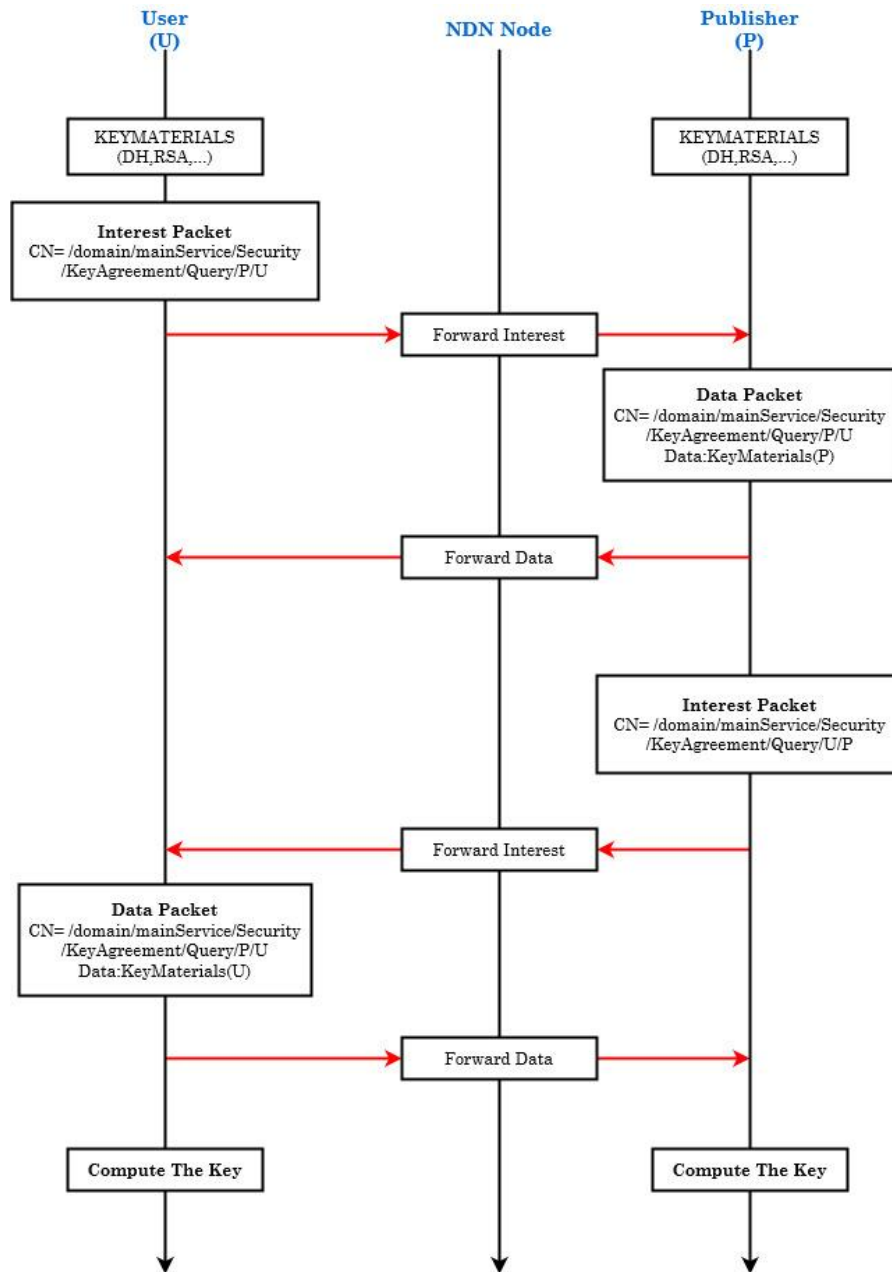 User
(U)
NDN Node
Publisher
(P)
KEYMATERIALS
(DH,RSA,...)
KEYMATERIALS
(DH,RSA,...)
Interest Packet
CN= /domain/mainService/Security
/KeyAgreement/Query/P/U
Forward Interest
Data Packet
CN= /domain/mainService/Security
/KeyAgreement/Query/P/U
Data:KeyMaterials(P)
Forward Data
Interest Packet
CN= /domain/mainService/Security
/KeyAgreement/Query/U/P
Forward Interest
Data Packet
CN= /domain/mainService/Security
/KeyAgreement/Query/P/U
Data:KeyMaterials(U)
Forward Data
Compute The Key
Compute The Key